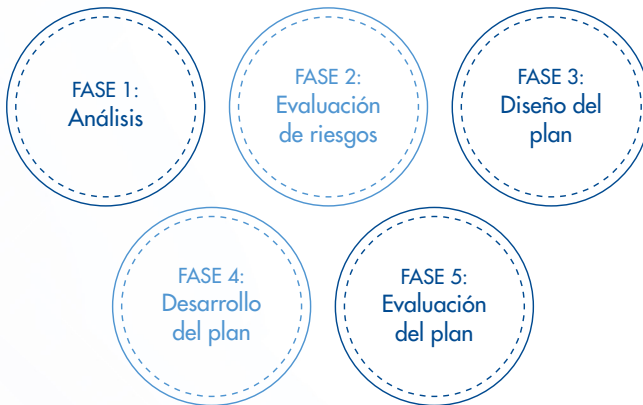 FASE 1:
Análisis
FASE 2:
Evaluación
de riesgos
FASE 3:
Diseño del
plan
FASE 4:
Desarrollo
del plan
FASE 5:
Evaluación
del plan